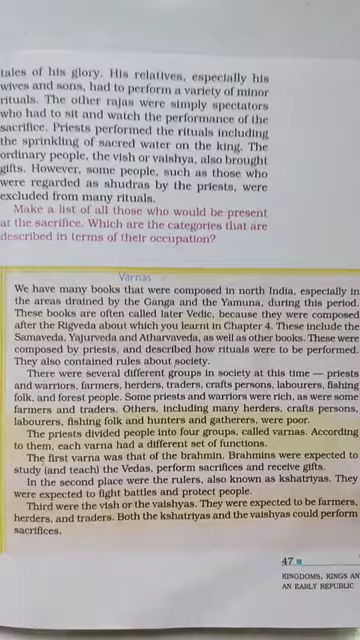 tales of his glory. His relatives, especially his
wives and sons, had to perform a variety of minor
rituals. The other rajas were simply spectators
who had to sit and watch the performance of the
sacrifice. Priests performed the rituals including
the sprinkling of sacred water on the king. The
ordinary people, the vish or vaishya, also brought
gifts. However, some people, such as those who
were regarded as shudras by the priests, were
excluded from many rituals.
Make a list of all those who would be present
at the sacrifice. Which are the categories that are
described in terms of their occupation?
Varnas
We have many books that were composed in north India, especially in
the areas drained by the Ganga and the Yamuna, during this period.
These books are often called later Vedic, because they were composed
after the Rigveda about which you learnt in Chapter 4. These include the
Samaveda, Yajurveda and Atharvaveda, as well as other books. These were
composed by priests, and described how rituals were to be performed.
They also contained rules about society.
There were several different groups in society at this time — priests
and warriors, farmers, herders, traders, crafts persons, labourers, fishing
folk, and forest people. Some priests and warriors were rich, as were some
farmers and traders. Others, including many herders, crafts persons,
labourers, fishing folk and hunters and gatherers, were poor.
The priests divided people into four groups, called varnas. According
to them, each varna had a different set of functions.
The first varna was that of the brahmin. Brahmins were expected to
study (and teach) the Vedas, perform sacrifices and receive gifts.
In the second place were the rulers, also known as kshatriyas. They
were expected to fight battles and protect people.
Third were the vish or the vaishyas. They were expected to be farmers,
herders, and traders. Both the kshatriyas and the vaishyas could perform
sacrifices.
47
KINGDOMS, KINGS AN
AN EARLY REPUBLIC